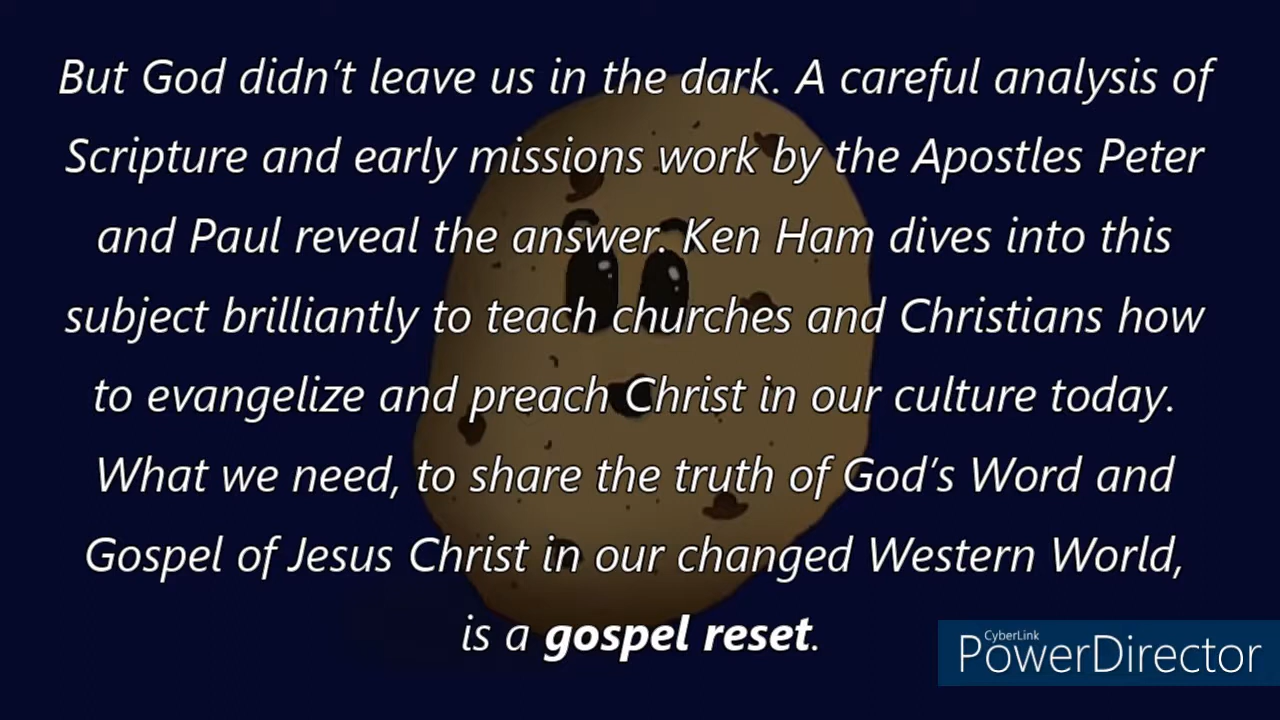 But God didn’t leave us in the dark. A careful analysis of
Scripture and early missions work by the Apostles Peter
and Paul reveal the answer. Ken Ham dives into this
subject brilliantly to teach churches and Christians how
to evangelize and preach Christ in our culture today.
What we need, to share the truth of God’s Word and
Gospel of Jesus Christ in our changed Western World,
is a gospel reset.
CyberLink
PowerDirector